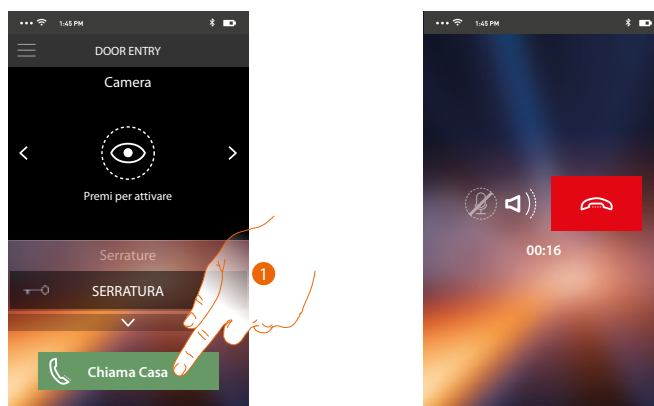 1:45 PM
DOOR ENTRY
Camera
Premi per attivare
Serrature
SERRATURA
Chiama Casa
1
1:45 PM
00:16